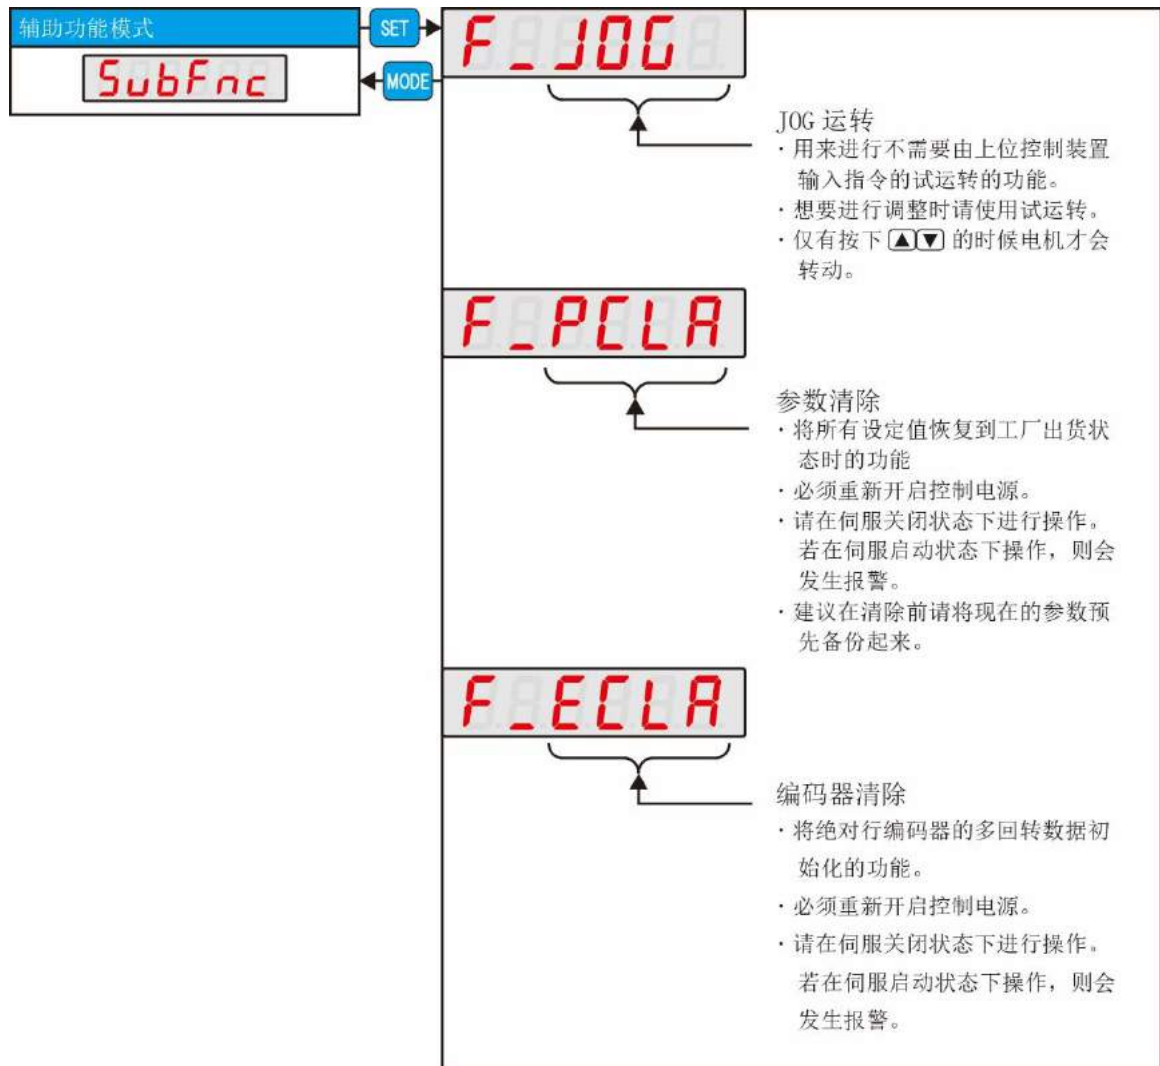 辅助功能模式
SET
F_JOG
SubFnc
MODE
JOG 运转
·用来进行不需要由上位控制装置
输入指令的试运转的功能。
·想要进行调整时请使用试运转。
·仅有按下▲▼的时候电机才会
转动。
F_PCLA
参数清除
·将所有设定值恢复到工厂出货状
态时的功能
·必须重新开启控制电源。
·请在伺服关闭状态下进行操作。
若在伺服启动状态下操作，则会
发生报警。
·建议在清除前请将现在的参数预
先备份起来。
F_ECLA
编码器清除
·将绝对行编码器的多回转数据初
始化的功能。
·必须重新开启控制电源。
·请在伺服关闭状态下进行操作。
若在伺服启动状态下操作，则会
发生报警。